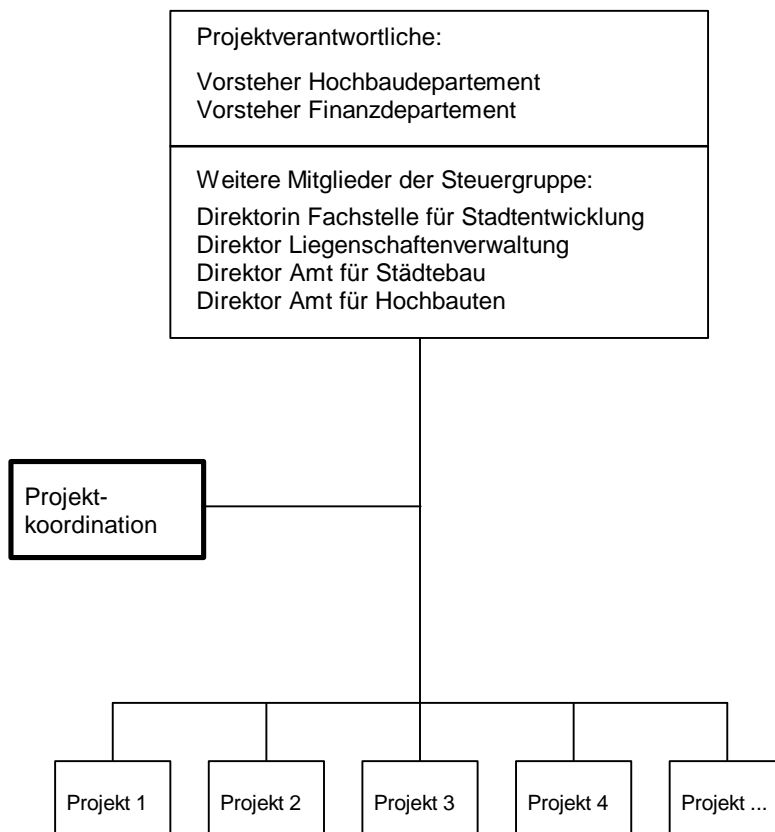 Projektverantwortliche:
Vorsteher Hochbaudepartement
Vorsteher Finanzdepartement
Weitere Mitglieder der Steuergruppe:
Direktorin Fachstelle für Stadtentwicklung
Direktor Liegenschaftenverwaltung
Direktor Amt für Städtebau
Direktor Amt für Hochbauten
Projekt-
koordination
Projekt 1
Projekt 2
Projekt 3
Projekt 4
Projekt ...